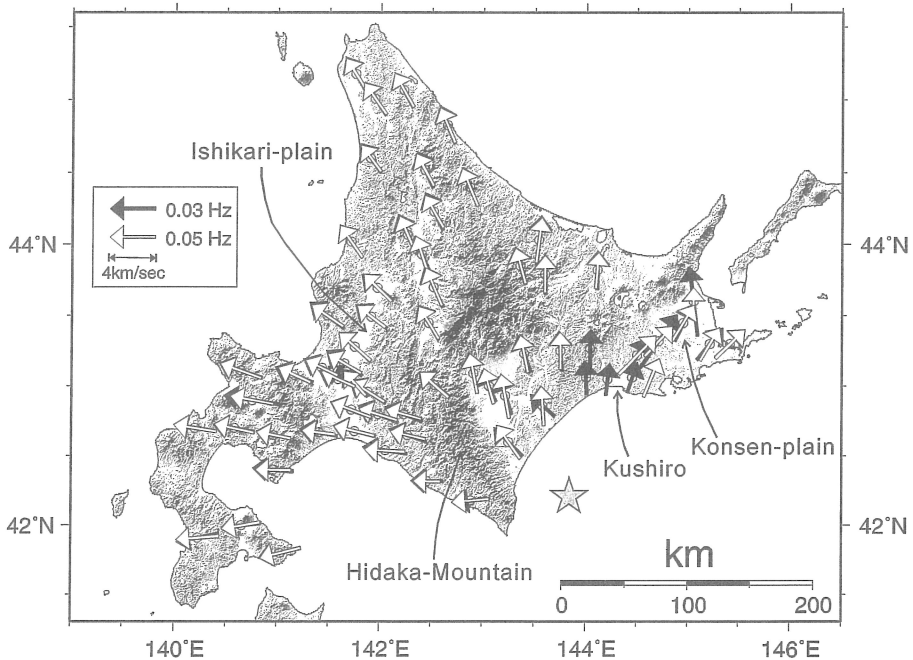 Ishikari-plain
0.03 Hz
0.05 Hz
4km/sec
44°N
44°N
Konsen-plain
Kushiro
42°N
42°N
Hidaka-Mountain
km
0
100
200
140°E
142°E
144°E
146°E